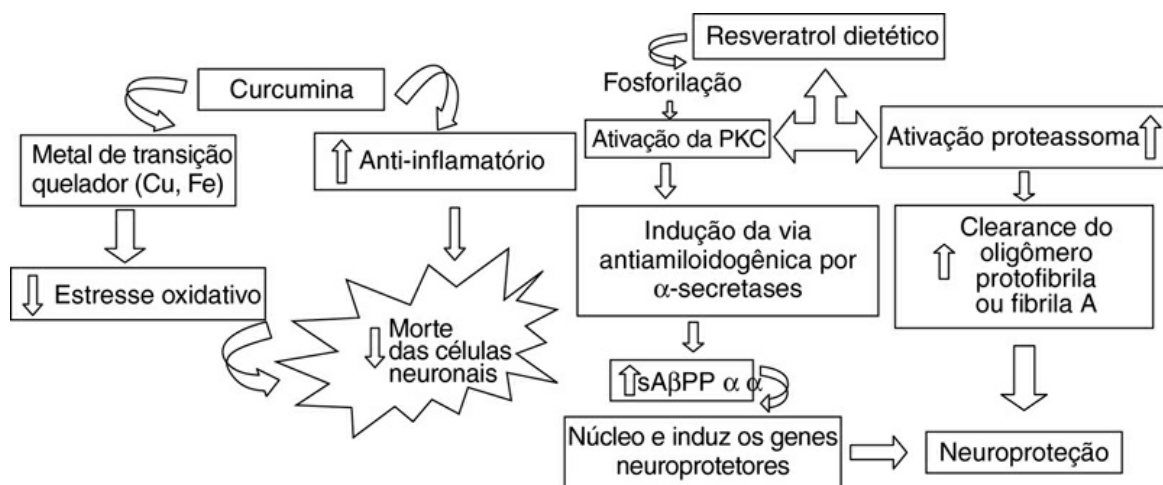 Curcumina
Metal de transição
quelador (Cu, Fe)
Anti-inflamatório
Estresse oxidativo
Morte
das células
neuronais
Resveratrol dietético
Fosforilação
Ativação da PKC
Ativação proteassoma
Indução da via
antiamiloidogênica por
α-secretases
Clearance do
oligômero
protofibrila
ou fibrila A
sAβPP α α
Núcleo e induz os genes
neuroprotetores
Neuroproteção